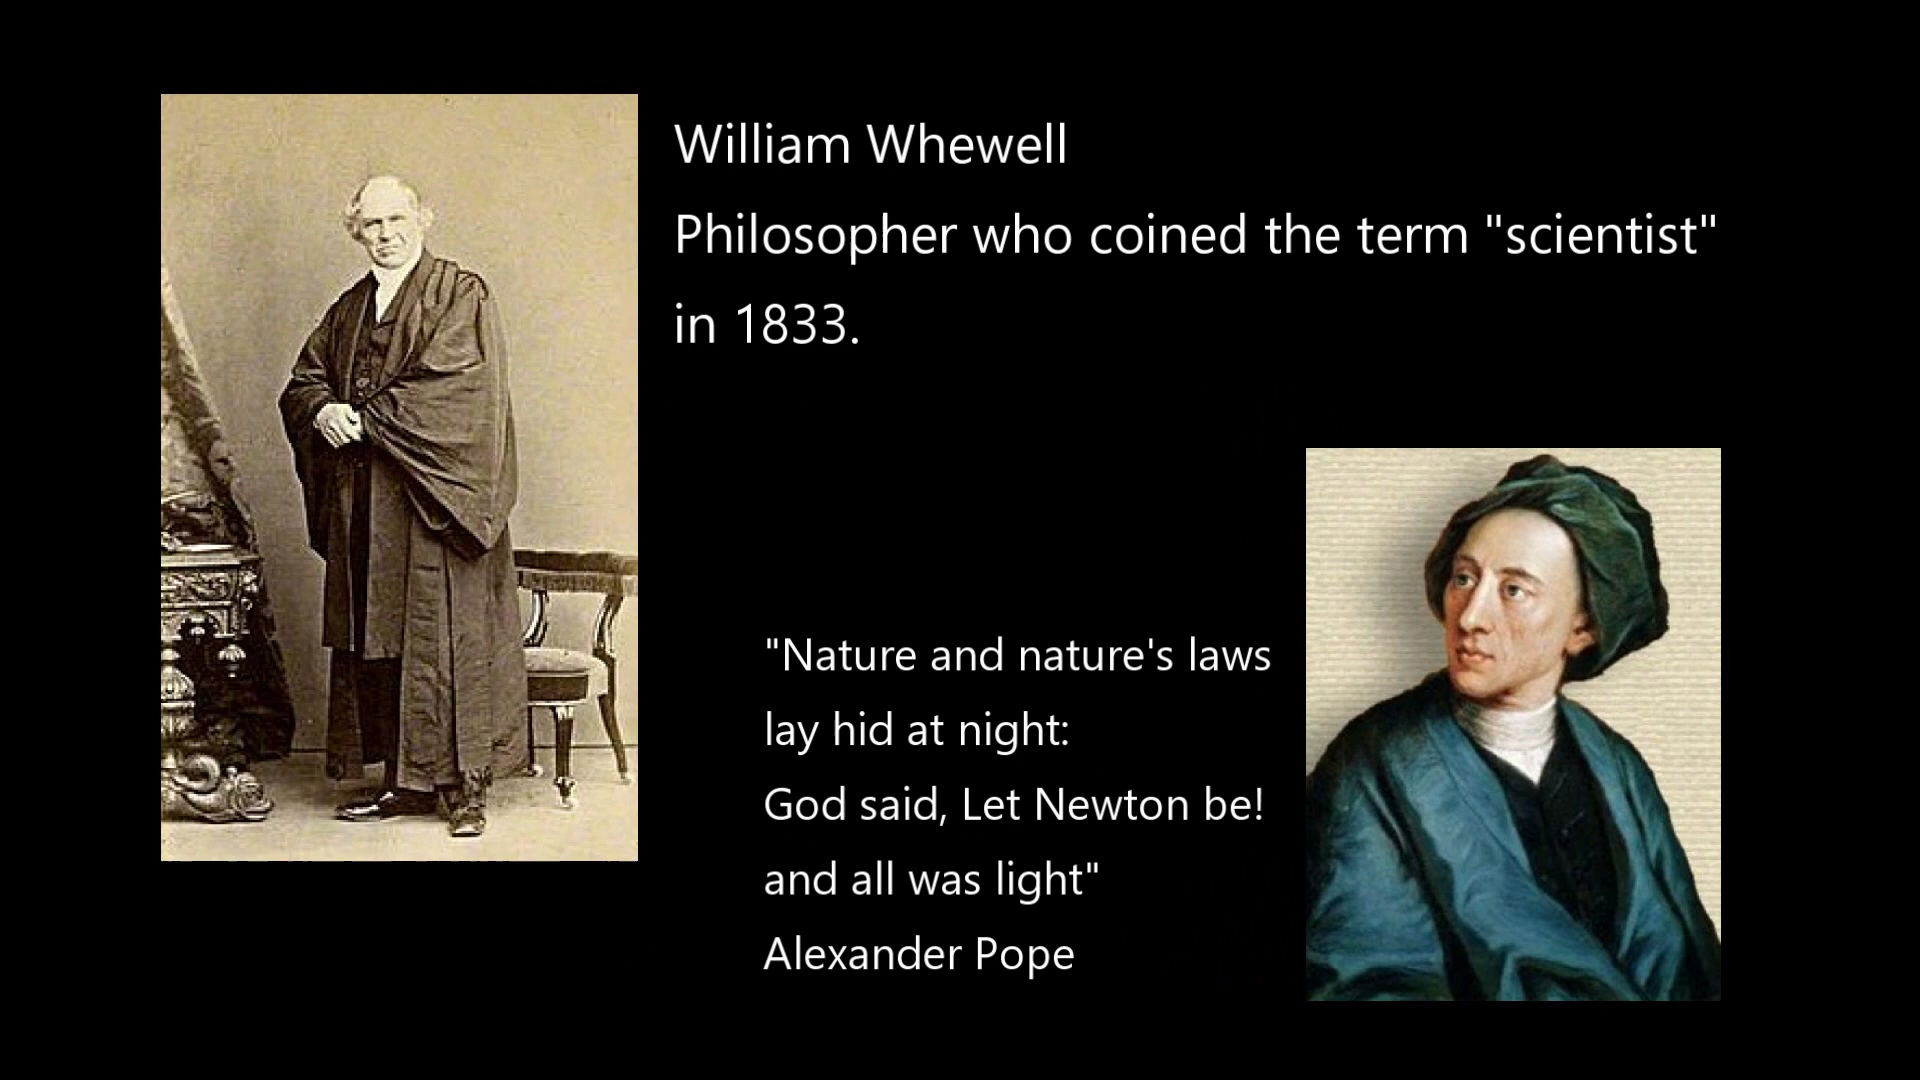 William Whewell
Philosopher who coined the term "scientist"
in 1833.
"Nature and nature's laws
lay hid at night:
God said, Let Newton be!
and all was light"
Alexander Pope